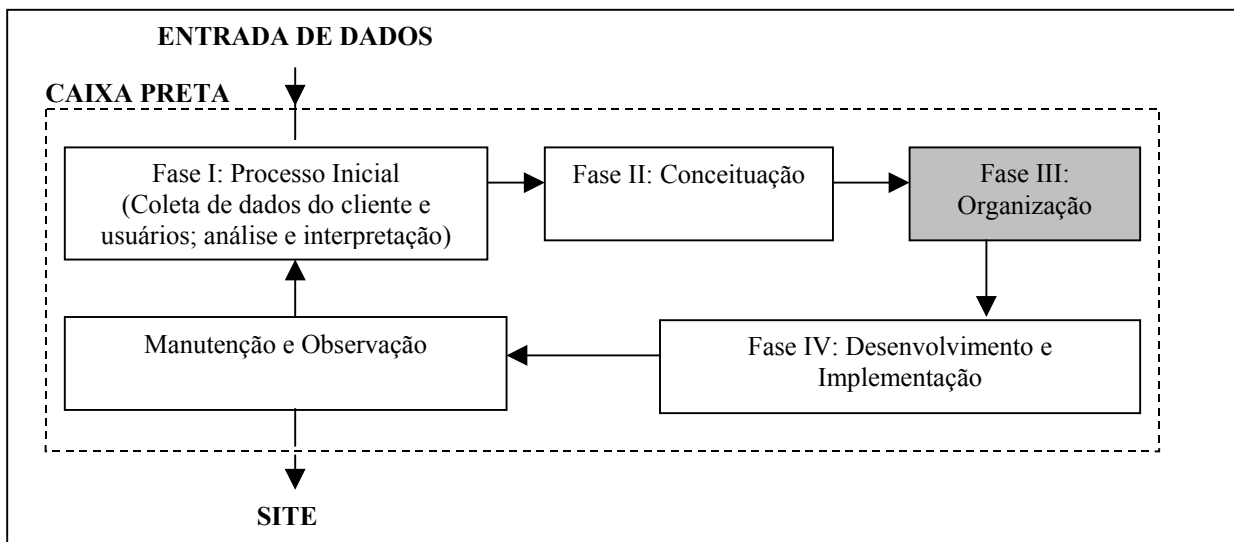 ENTRADA DE DADOS
CAIXA PRETA
Fase I: Processo Inicial
(Coleta de dados do cliente e
usuários; análise e interpretação)
Fase II: Conceituação
Fase III:
Organização
Manutenção e Observação
Fase IV: Desenvolvimento e
Implementação
SITE